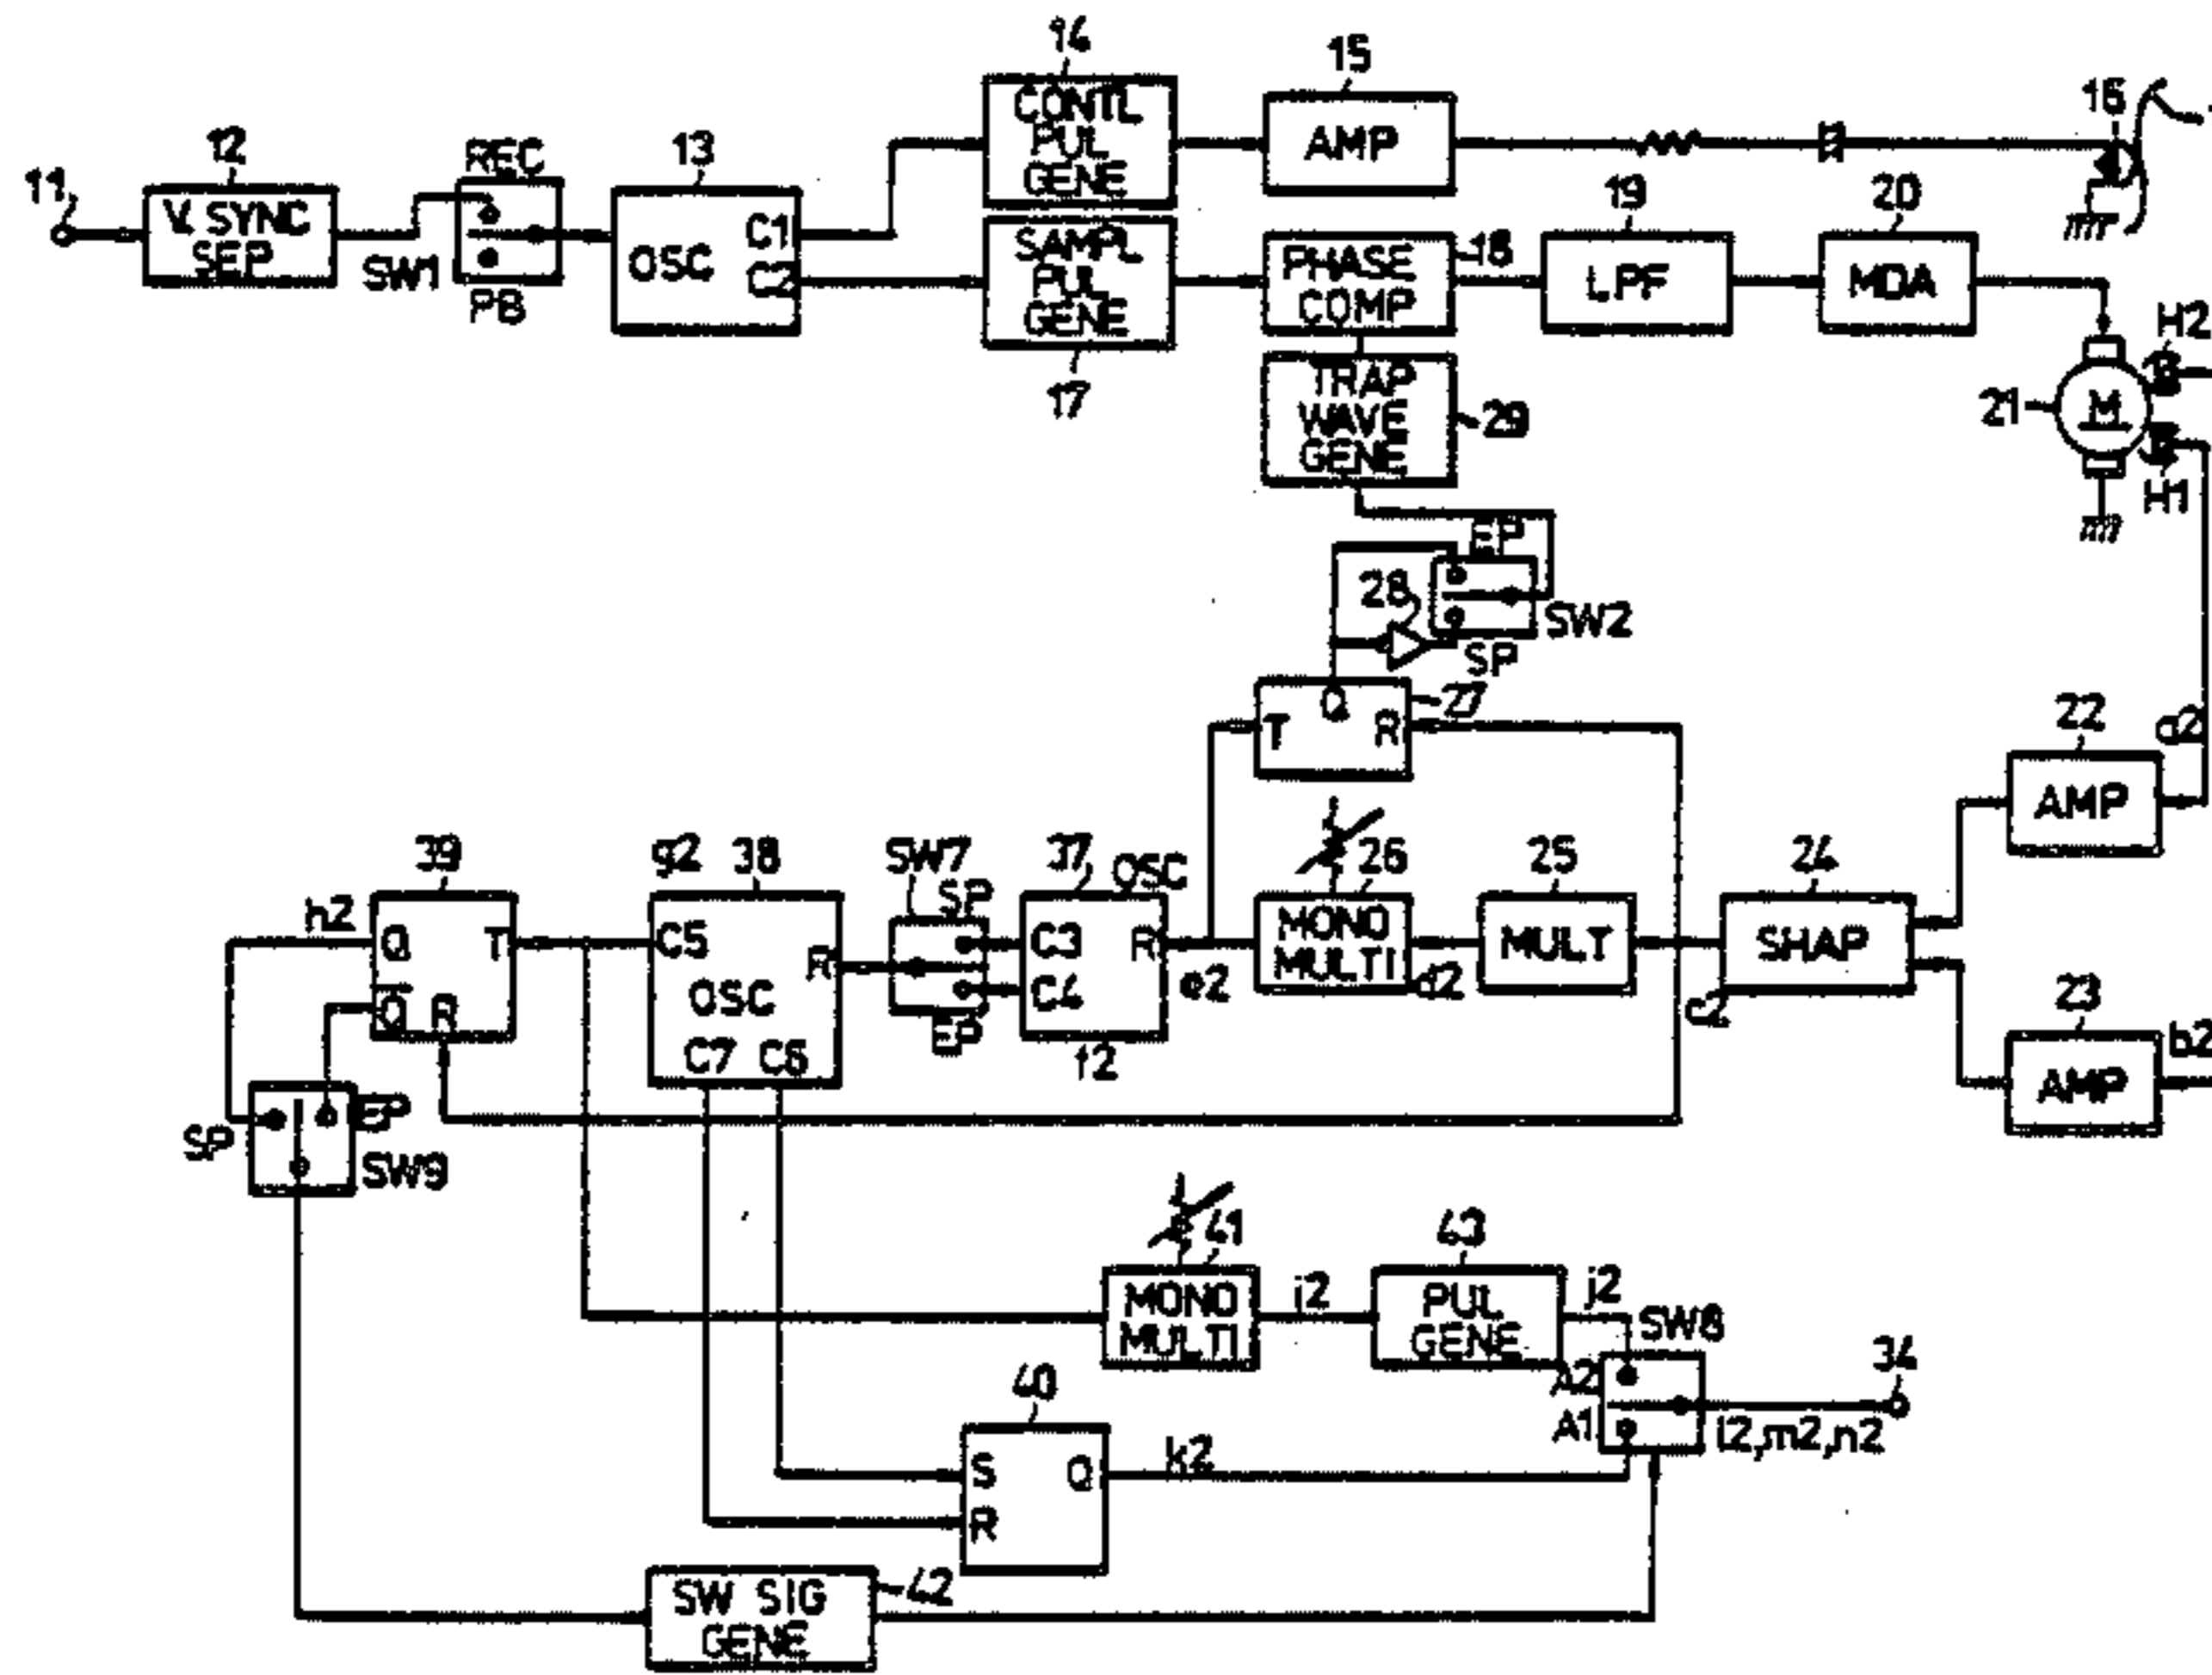 14
15
16
CONTL
PUL
GENE
AMP
12
REC
13
11
V. SYNC
SEP
SW1
PB
OSC
C1
C2
SAMPL
PUL
GENE
17
PHASE
COMP
18
19
LPF
20
MDA
H2
TRAP
WAVE
GENE
29
21
M
H1
EP
28
SW2
SP
Q
27
T
R
22
a2
AMP
39
g2
38
SW7
37
OSC
26
25
24
SP
h2
Q
T
C5
R
C3
R
MONO
MULTI
MULT
SHAP
Q
R
OSC
C4
e2
d2
c2
23
C7
C6
EP
f2
b2
AMP
SP
EP
SW9
41
43
MONO
MULTI
i2
PUL
GENE
j2
SW8
34
40
A2
A1
l2,m2,n2
S
Q
k2
R
SW SIG
GENE
42